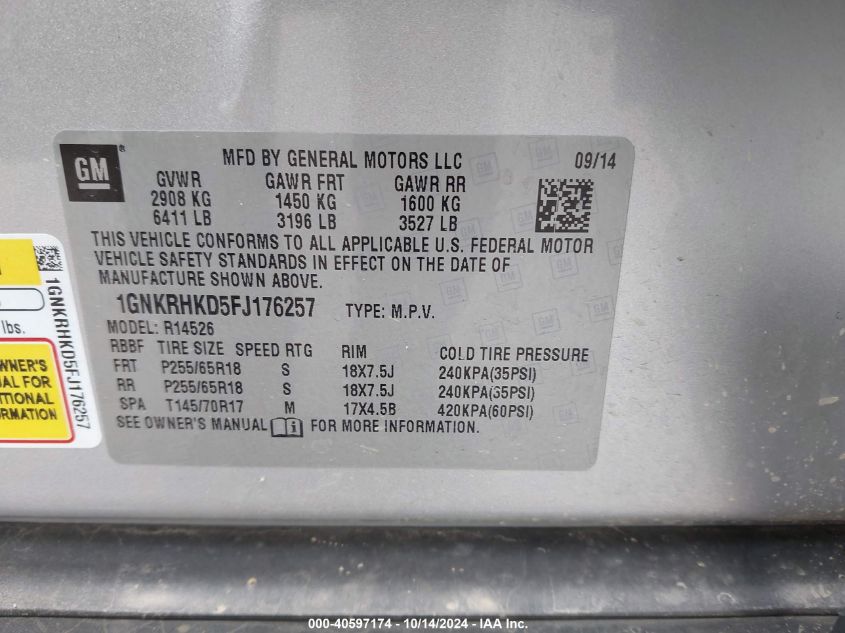 GM
MFD BY GENERAL MOTORS LLC 09/14
GVWR GAWR FRT GAWR RR
2908 KG 1450 KG 1600 KG
6411 LB 3196 LB 3527 LB
THIS VEHICLE CONFORMS TO ALL APPLICABLE U.S. FEDERAL MOTOR
VEHICLE SAFETY STANDARDS IN EFFECT ON THE DATE OF
MANUFACTURE SHOWN ABOVE.
1GNKRHKD5FJ176257 TYPE: M.P.V.
MODEL: R14526
RBBF TIRE SIZE SPEED RTG RIM COLD TIRE PRESSURE
FRT P255/65R18 S 18X7.5J 240KPA(35PSI)
RR P255/65R18 S 18X7.5J 240KPA(35PSI)
SPA T145/70R17 M 17X4.5B 420KPA(60PSI)
SEE OWNER'S MANUAL FOR MORE INFORMATION.
lbs.
WNER'S
AL FOR
ITIONAL
RMATION
1GNKRHKD5FJ176257
000-40597174 - 10/14/2024 - IAA Inc.